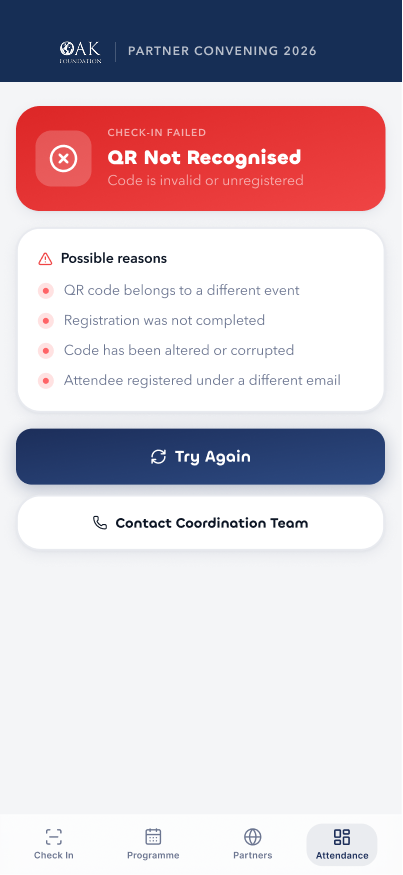 OAK
FOUNDATION
PARTNER CONVENING 2026
CHECK-IN FAILED
QR Not Recognised
Code is invalid or unregistered
Possible reasons
QR code belongs to a different event
Registration was not completed
Code has been altered or corrupted
Attendee registered under a different email
Try Again
Contact Coordination Team
Check In
Programme
Partners
Attendance